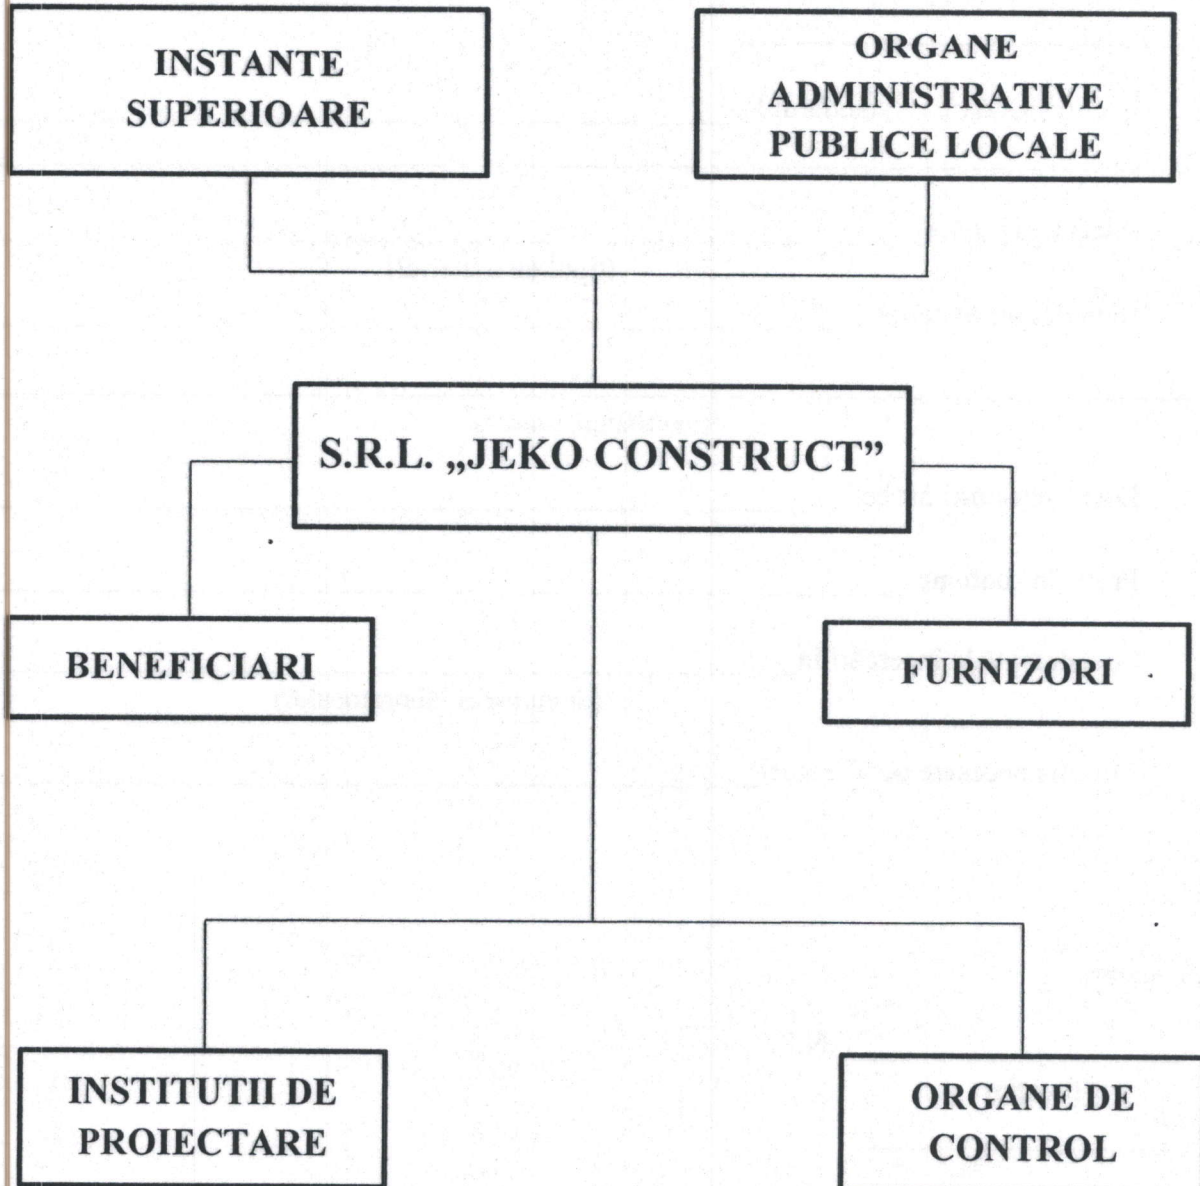 INSTANTE
SUPERIOARE
ORGANE
ADMINISTRATIVE
PUBLICE LOCALE
S.R.L. „JEKO CONSTRUCT”
BENEFICIARI
FURNIZORI
INSTITUTII DE
PROIECTARE
ORGANE DE
CONTROL